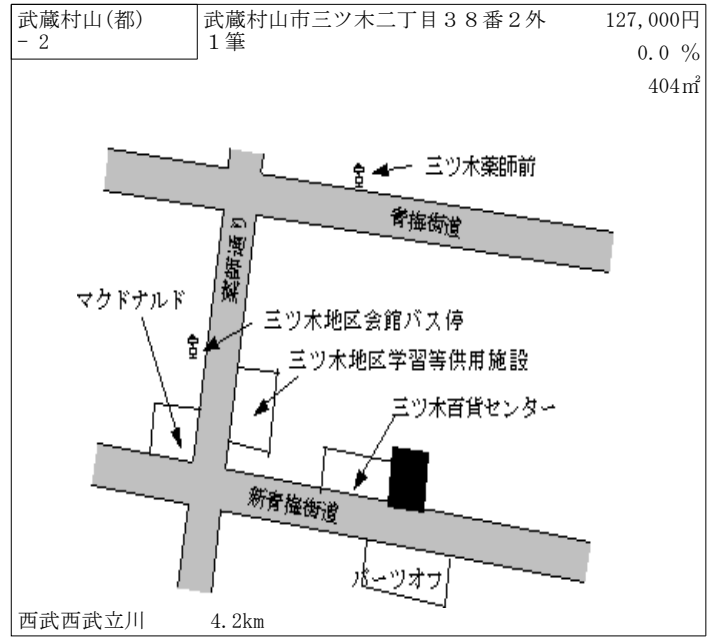 武蔵村山(都)
- 2
武蔵村山市三ツ木二丁目３８番２外
１筆
127,000円
0.0 %
404㎡
三ツ木薬師前
青梅街道
薬師通り
マクドナルド
三ツ木地区会館バス停
三ツ木地区学習等供用施設
三ツ木百貨センター
新青梅街道
パーツオフ
西武西武立川 4.2km